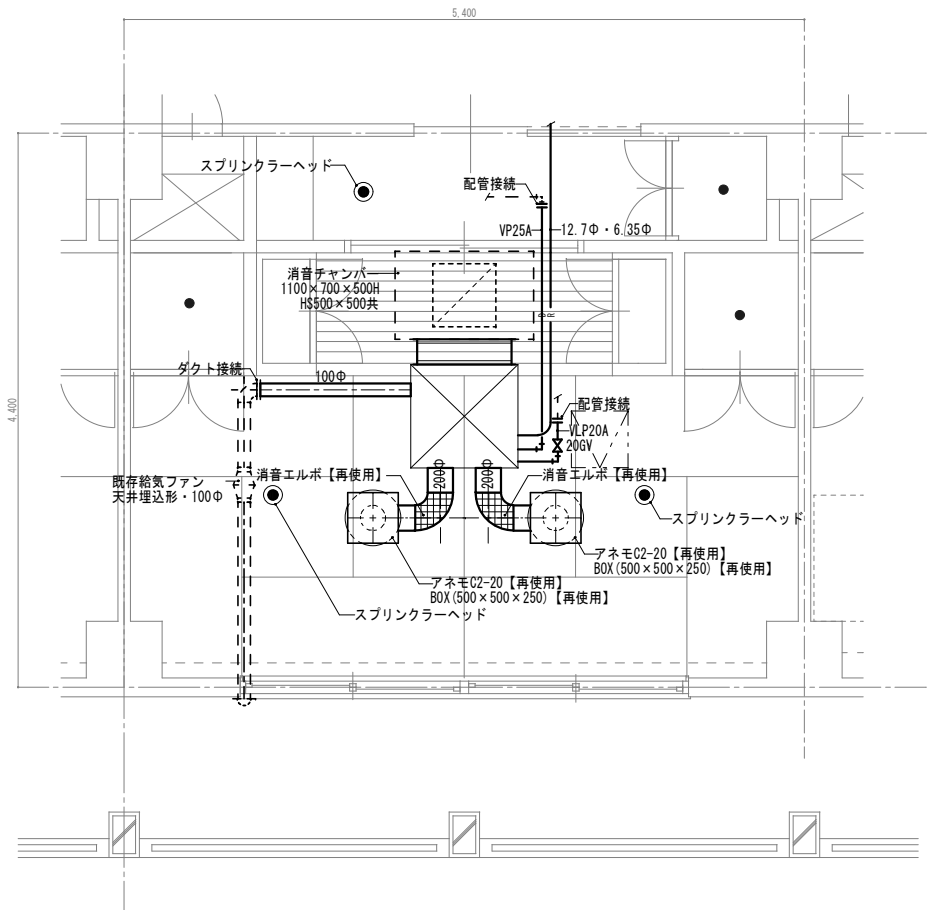 5,400
スプリンクラーヘッド
配管接続
VP25A
12.7Φ・6.35Φ
消音チャンバー
1100×700×500H
HS500×500共
D
R
ダクト接続
100Φ
4,400
配管接続
VLP20A
20GV
既存給気ファン
天井埋込形・100Φ
消音エルボ【再使用】
200Φ
200Φ
消音エルボ【再使用】
スプリンクラーヘッド
アネモC2-20【再使用】
BOX(500×500×250)【再使用】
アネモC2-20【再使用】
BOX(500×500×250)【再使用】
スプリンクラーヘッド